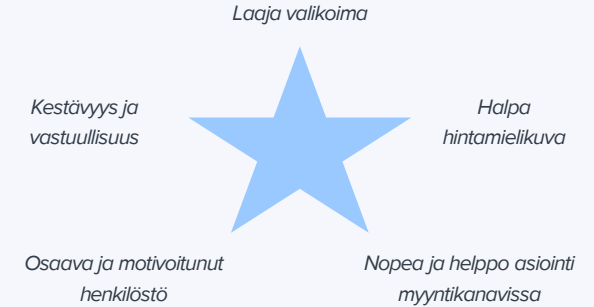 Laaja valikoima
Kestävyys ja
vastuullisuus
Halpa
hintamielikuva
Osaava ja motivoitunut
henkilöstö
Nopea ja helppo asiointi
myyntikanavissa